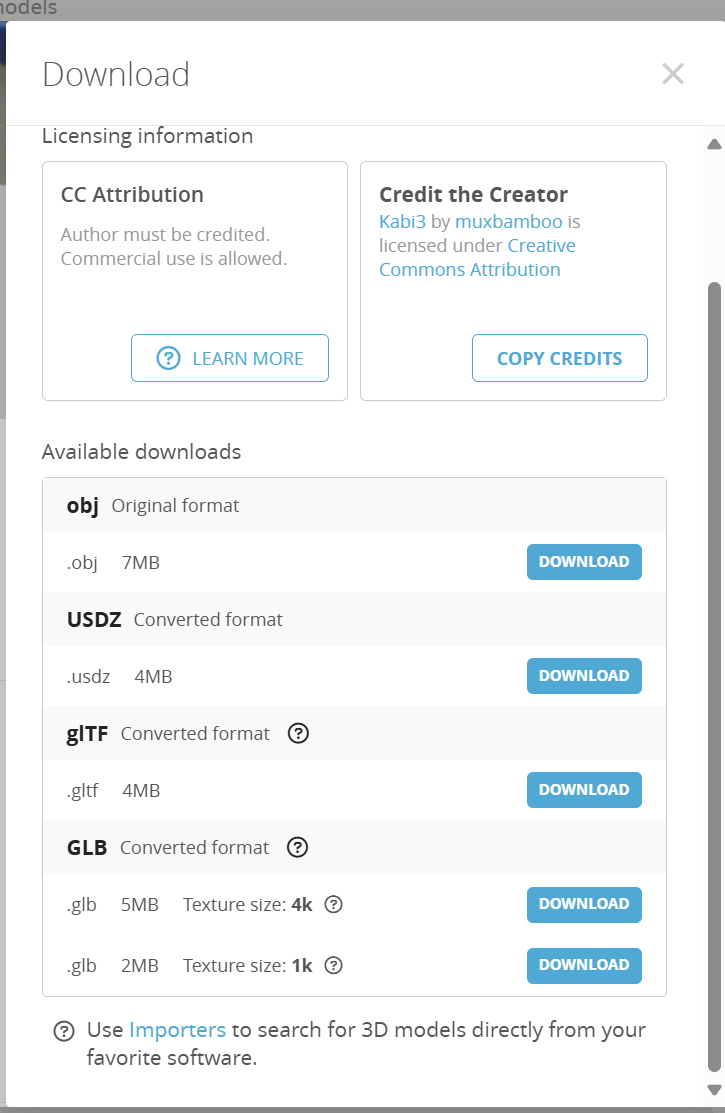 odels
Download
Licensing information
CC Attribution
Author must be credited.
Commercial use is allowed.
LEARN MORE
Credit the Creator
Kabi3 by muxbamboo is
licensed under Creative
Commons Attribution
COPY CREDITS
Available downloads
obj Original format
.obj 7MB DOWNLOAD
USDZ Converted format
.usdz 4MB DOWNLOAD
glTF Converted format ?
.gltf 4MB DOWNLOAD
GLB Converted format ?
.glb 5MB Texture size: 4k ? DOWNLOAD
.glb 2MB Texture size: 1k ? DOWNLOAD
? Use Importers to search for 3D models directly from your
favorite software.